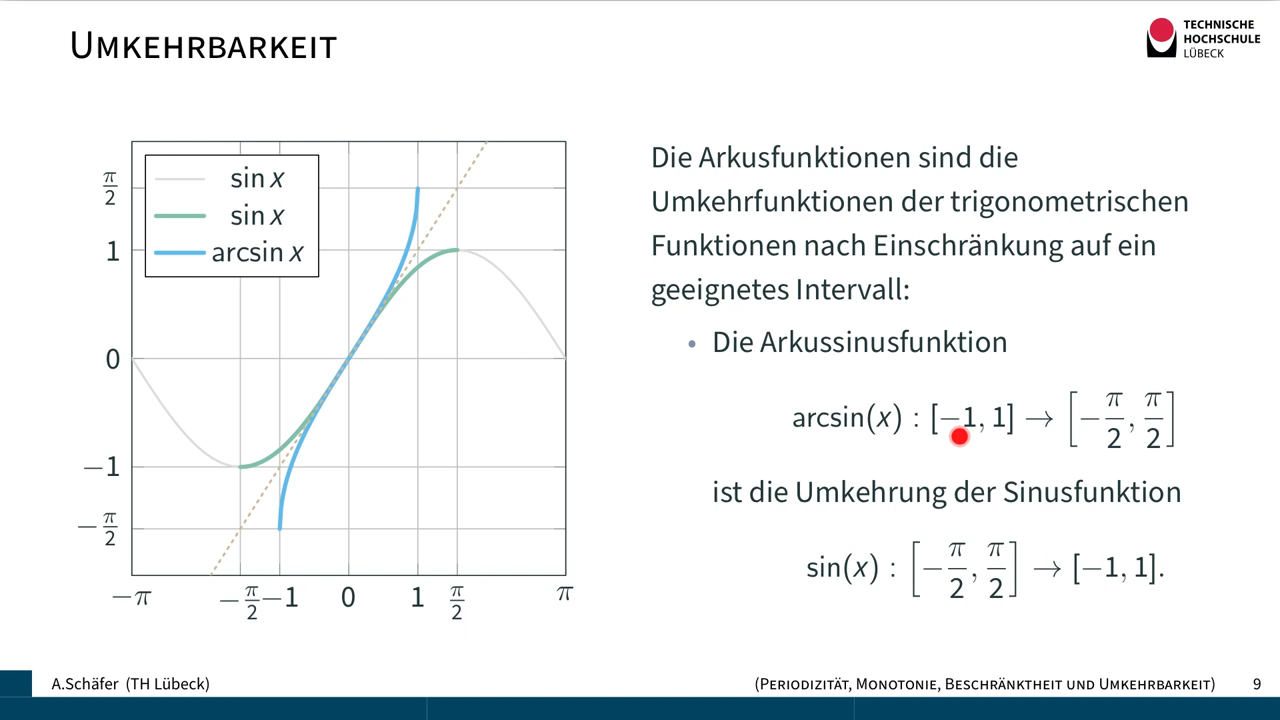 UMKEHRBARKEIT
TECHNISCHE
HOCHSCHULE
LÜBECK
sin x
sin x
arcsin x
π/2
1
0
−1
−π/2
−π −π/2 −1 0 1 π/2 π
Die Arkusfunktionen sind die
Umkehrfunktionen der trigonometrischen
Funktionen nach Einschränkung auf ein
geeignetes Intervall:
• Die Arkussinusfunktion
arcsin(x) : [−1, 1] → [−π/2, π/2]
ist die Umkehrung der Sinusfunktion
sin(x) : [−π/2, π/2] → [−1, 1].
A.Schäfer (TH Lübeck)
(PERIODIZITÄT, MONOTONIE, BESCHRÄNKTHEIT UND UMKEHRBARKEIT)
9